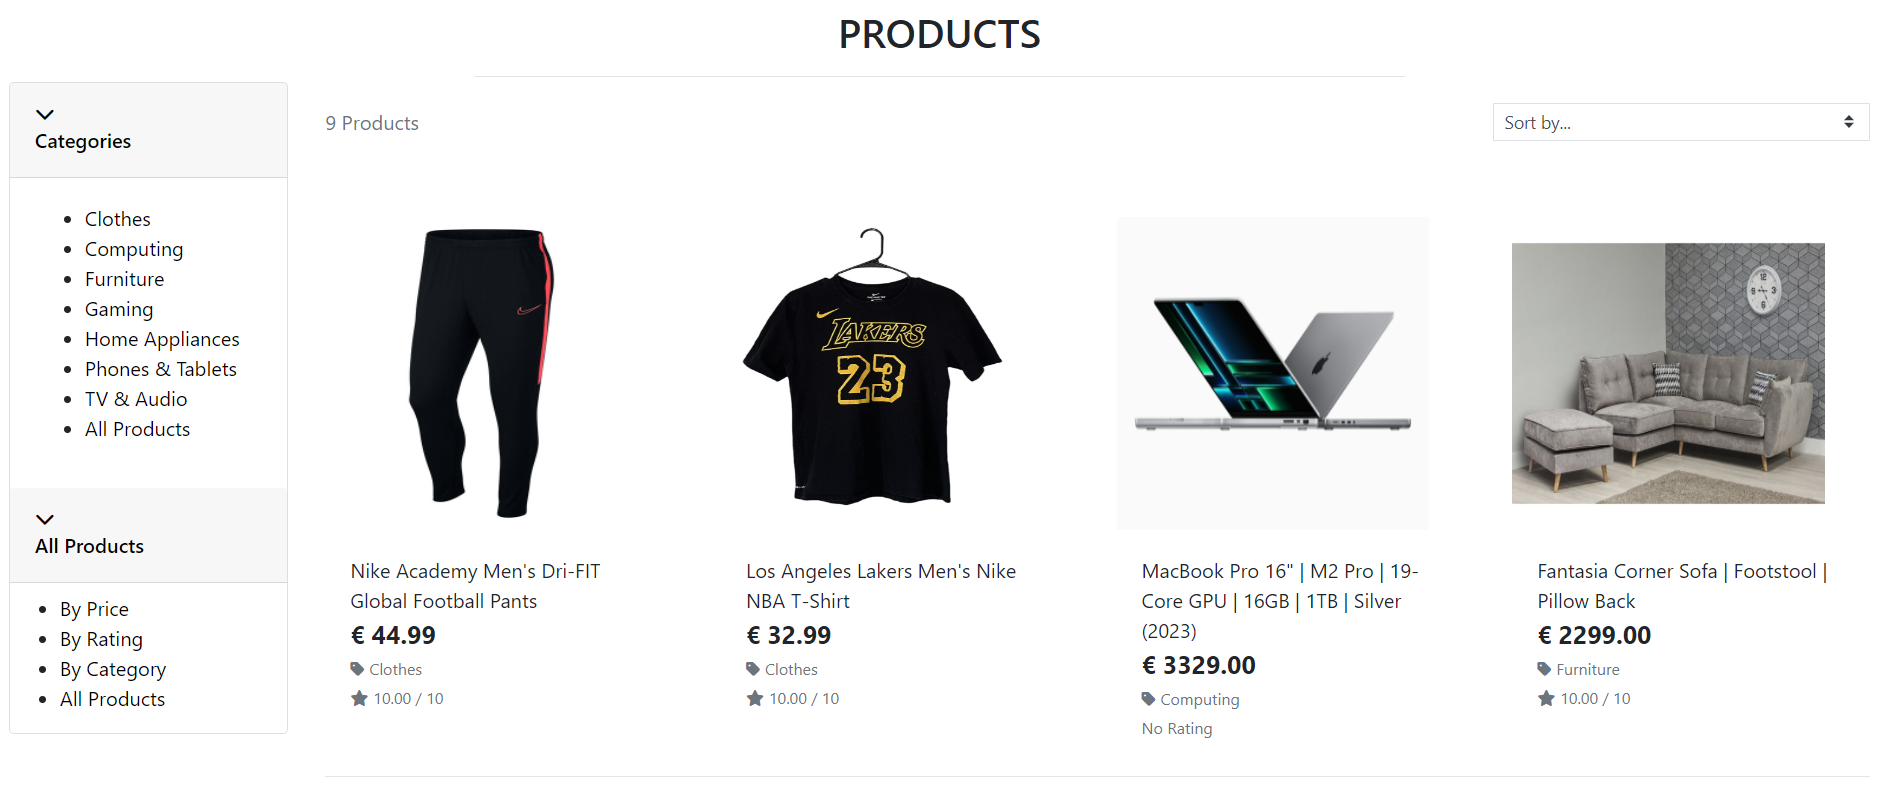 PRODUCTS
Categories
Clothes
Computing
Furniture
Gaming
Home Appliances
Phones & Tablets
TV & Audio
All Products
All Products
By Price
By Rating
By Category
All Products
9 Products
Sort by...
LAKERS
23
12
3
6
9
Nike Academy Men's Dri-FIT
Global Football Pants
€ 44.99
Clothes
10.00 / 10
Los Angeles Lakers Men's Nike
NBA T-Shirt
€ 32.99
Clothes
10.00 / 10
MacBook Pro 16" | M2 Pro | 19-
Core GPU | 16GB | 1TB | Silver
(2023)
€ 3329.00
Computing
No Rating
Fantasia Corner Sofa | Footstool |
Pillow Back
€ 2299.00
Furniture
10.00 / 10